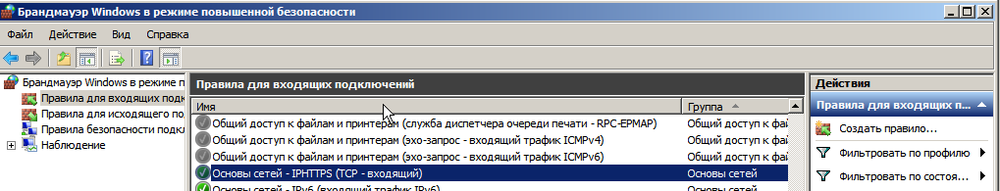 Брандмауэр Windows в режиме повышенной безопасности
Файл Действие Вид Справка
Брандмауэр Windows в режиме п
Правила для входящих подк
Правила для исходящего по
Правила безопасности подкл
Наблюдение
Правила для входящих подключений
Имя Группа
Общий доступ к файлам и принтерам (служба диспетчера очереди печати - RPC-EPMAP) Общий доступ к фай
Общий доступ к файлам и принтерам (эхо-запрос - входящий трафик ICMPv4) Общий доступ к фай
Общий доступ к файлам и принтерам (эхо-запрос - входящий трафик ICMPv6) Общий доступ к фай
Основы сетей - IPHTTPS (TCP - входящий) Основы сетей
Основы сетей - IPv6 (входящий трафик IPv6) Основы сетей
Действия
Правила для входящих п...
Создать правило...
Фильтровать по профилю
Фильтровать по состоя...